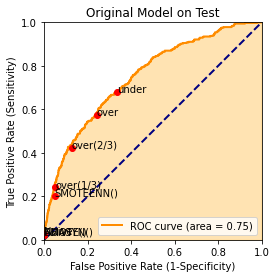 Original Model on Test
True Positive Rate (Sensitivity)
1.0
0.8
0.6
0.4
0.2
0.0
under
over
over(2/3)
over(1/3)
SMOTEENN()
ROC curve (area = 0.75)
0.0 0.2 0.4 0.6 0.8 1.0
False Positive Rate (1-Specificity)